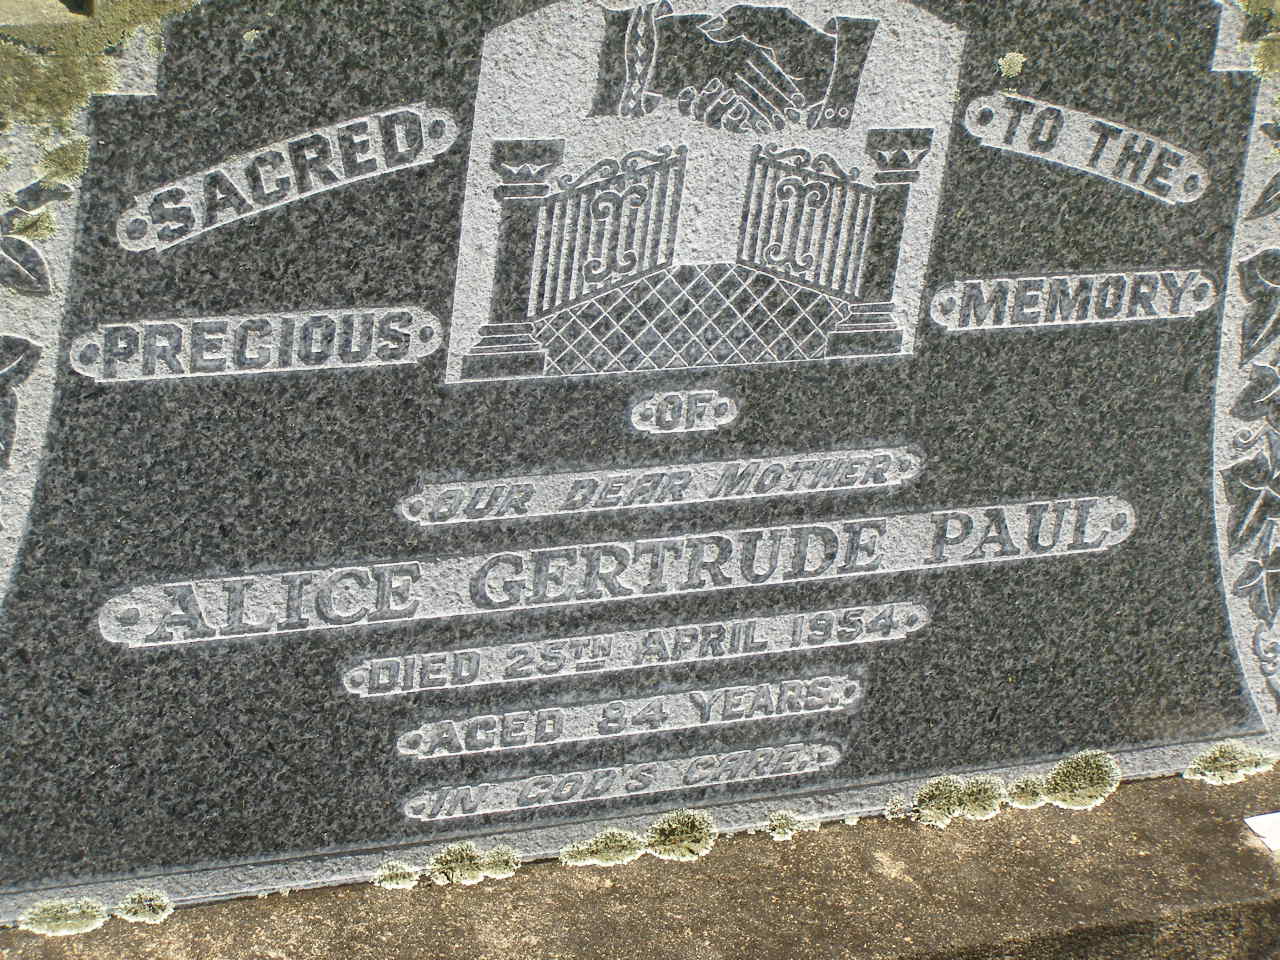 SACRED TO THE
PRECIOUS MEMORY
OF
OUR DEAR MOTHER
ALICE GERTRUDE PAUL
DIED 25TH APRIL 1954
AGED 84 YEARS.
IN GOD'S CARE.